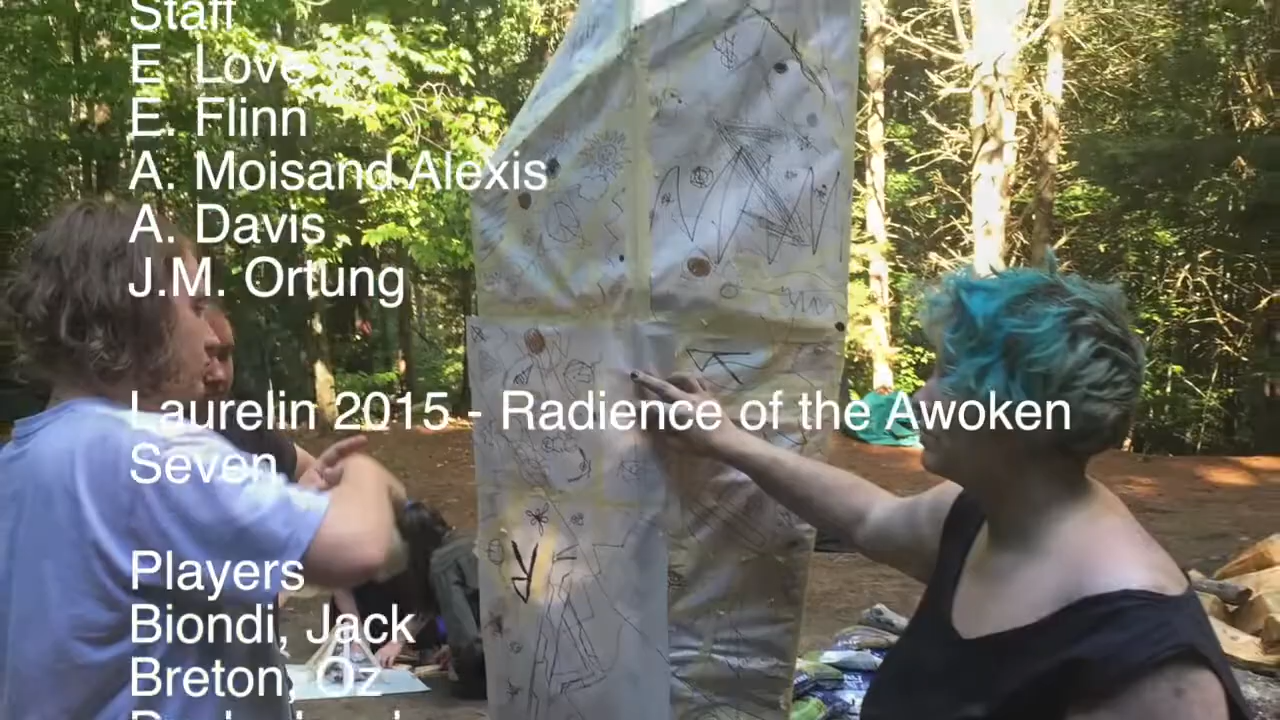 Staff
E. Love
E. Flinn
A. Moisand Alexis
A. Davis
J.M. Ortung
Laurelin 2015 - Radience of the Awoken
Seven
Players
Biondi, Jack
Breton, Oz